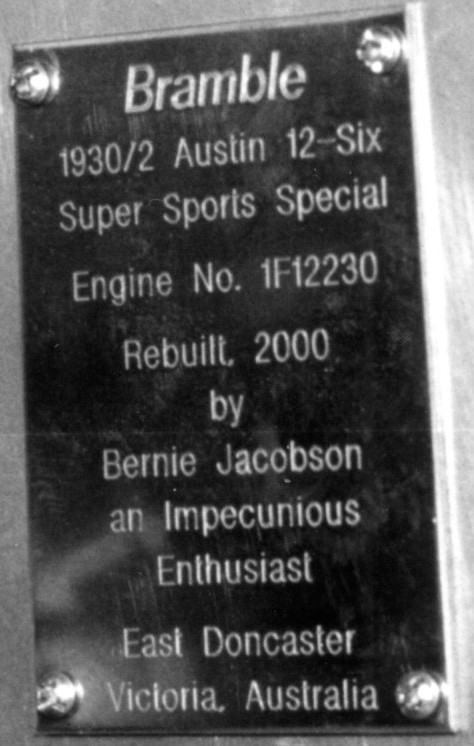 Bramble
1930/2 Austin 12-Six
Super Sports Special
Engine No. 1F12230
Rebuilt, 2000
by
Bernie Jacobson
an Impecunious
Enthusiast
East Doncaster
Victoria, Australia